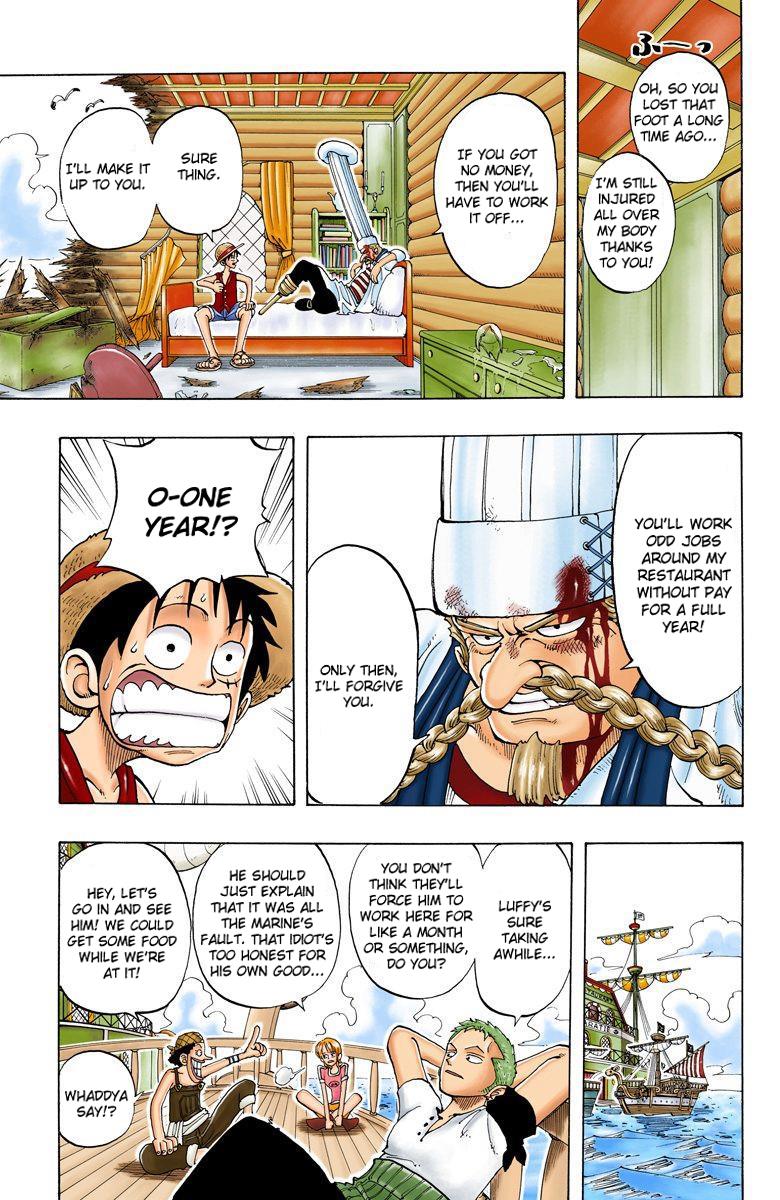 ふーっ
OH, SO YOU
LOST THAT
FOOT A LONG
TIME AGO...
I'M STILL
INJURED
ALL OVER
MY BODY
THANKS
TO YOU!
IF YOU GOT
NO MONEY,
THEN YOU'LL
HAVE TO WORK
IT OFF...
SURE
THING.
I'LL MAKE IT
UP TO YOU.
YOU'LL WORK
ODD JOBS
AROUND MY
RESTAURANT
WITHOUT PAY
FOR A FULL
YEAR!
ONLY THEN,
I'LL FORGIVE
YOU.
O-ONE
YEAR!?
LUFFY'S
SURE
TAKING
AWHILE...
YOU DON'T
THINK THEY'LL
FORCE HIM TO
WORK HERE FOR
LIKE A MONTH
OR SOMETHING,
DO YOU?
HE SHOULD
JUST EXPLAIN
THAT IT WAS ALL
THE MARINE'S
FAULT. THAT IDIOT'S
TOO HONEST FOR
HIS OWN GOOD...
HEY, LET'S
GO IN AND SEE
HIM! WE COULD
GET SOME FOOD
WHILE WE'RE
AT IT!
WHADDYA
SAY!?